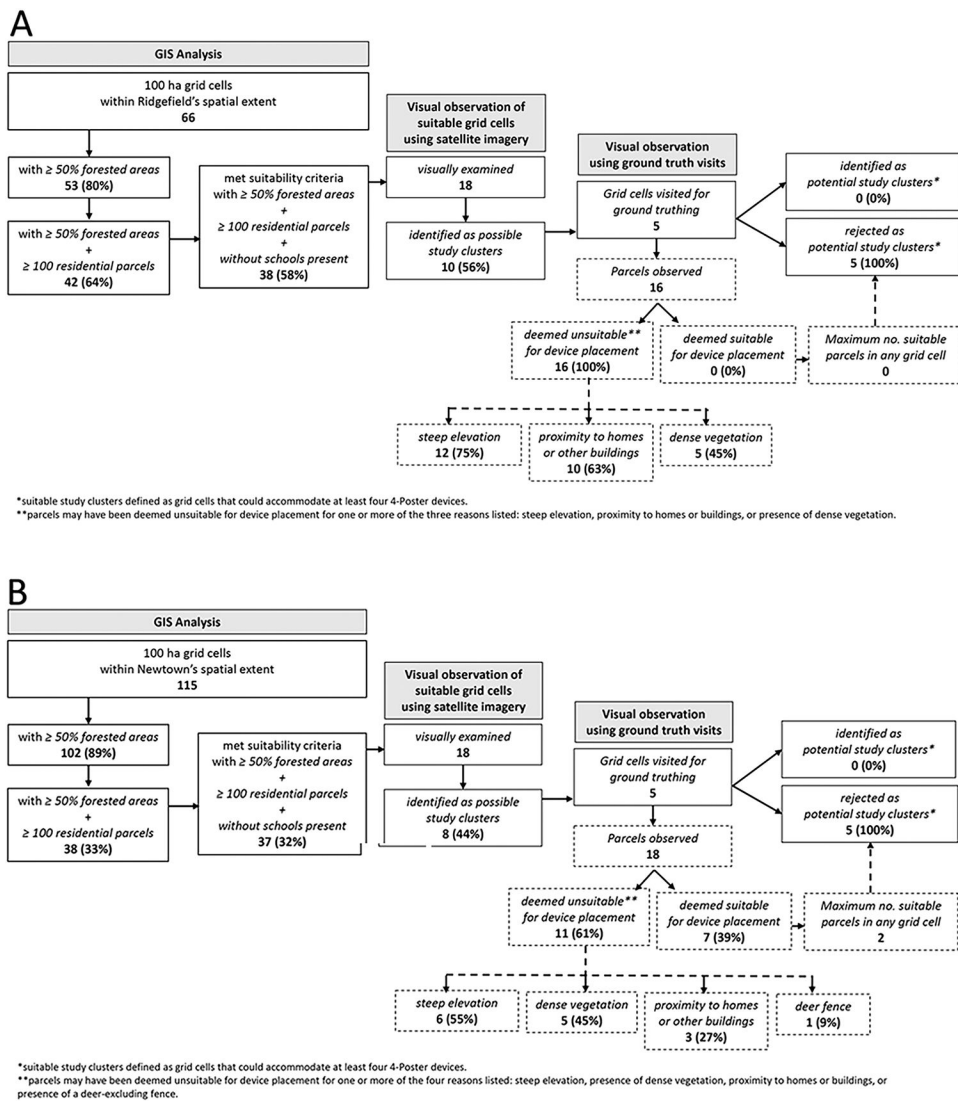 A
GIS Analysis
100 ha grid cells
within Ridgefield's spatial extent
66
with ≥ 50% forested areas
53 (80%)
with ≥ 50% forested areas
+
≥ 100 residential parcels
42 (64%)
met suitability criteria
with ≥ 50% forested areas
+
≥ 100 residential parcels
+
without schools present
38 (58%)
Visual observation of
suitable grid cells
using satellite imagery
visually examined
18
identified as possible
study clusters
10 (56%)
Visual observation
using ground truth visits
Grid cells visited for
ground truthing
5
identified as
potential study clusters*
0 (0%)
rejected as
potential study clusters*
5 (100%)
Parcels observed
16
deemed unsuitable**
for device placement
16 (100%)
deemed suitable
for device placement
0 (0%)
Maximum no. suitable
parcels in any grid cell
0
steep elevation
12 (75%)
proximity to homes
or other buildings
10 (63%)
dense vegetation
5 (45%)
*suitable study clusters defined as grid cells that could accommodate at least four 4-Poster devices.
**parcels may have been deemed unsuitable for device placement for one or more of the three reasons listed: steep elevation, proximity to homes or buildings, or presence of dense vegetation.
B
GIS Analysis
100 ha grid cells
within Newtown's spatial extent
115
with ≥ 50% forested areas
102 (89%)
with ≥ 50% forested areas
+
≥ 100 residential parcels
38 (33%)
met suitability criteria
with ≥ 50% forested areas
+
≥ 100 residential parcels
+
without schools present
37 (32%)
Visual observation of
suitable grid cells
using satellite imagery
visually examined
18
identified as possible
study clusters
8 (44%)
Visual observation
using ground truth visits
Grid cells visited for
ground truthing
5
identified as
potential study clusters*
0 (0%)
rejected as
potential study clusters*
5 (100%)
Parcels observed
18
deemed unsuitable**
for device placement
11 (61%)
deemed suitable
for device placement
7 (39%)
Maximum no. suitable
parcels in any grid cell
2
steep elevation
6 (55%)
dense vegetation
5 (45%)
proximity to homes
or other buildings
3 (27%)
deer fence
1 (9%)
*suitable study clusters defined as grid cells that could accommodate at least four 4-Poster devices.
**parcels may have been deemed unsuitable for device placement for one or more of the four reasons listed: steep elevation, presence of dense vegetation, proximity to homes or buildings, or
presence of a deer-excluding fence.